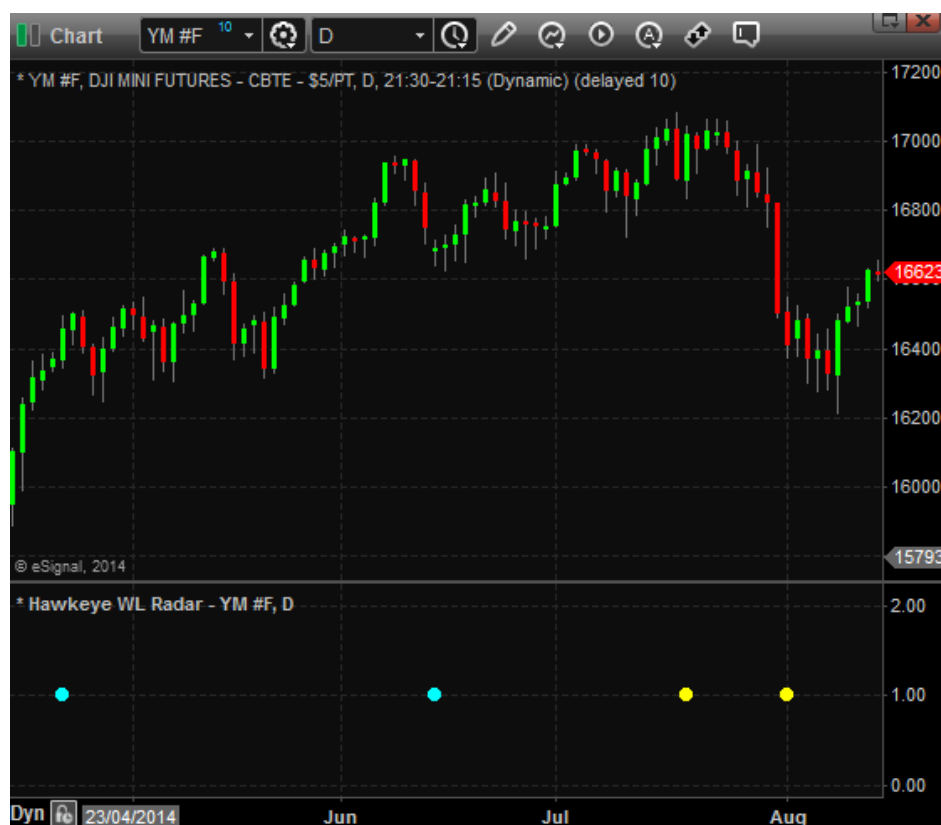 Chart YM #F 10 D
* YM #F, DJI MINI FUTURES - CBTE - $5/PT, D, 21:30-21:15 (Dynamic) (delayed 10)
17200
17000
16800
16623
16400
16200
16000
15793
© eSignal, 2014
* Hawkeye WL Radar - YM #F, D
2.00
1.00
0.00
Dyn 23/04/2014 Jun Jul Aug